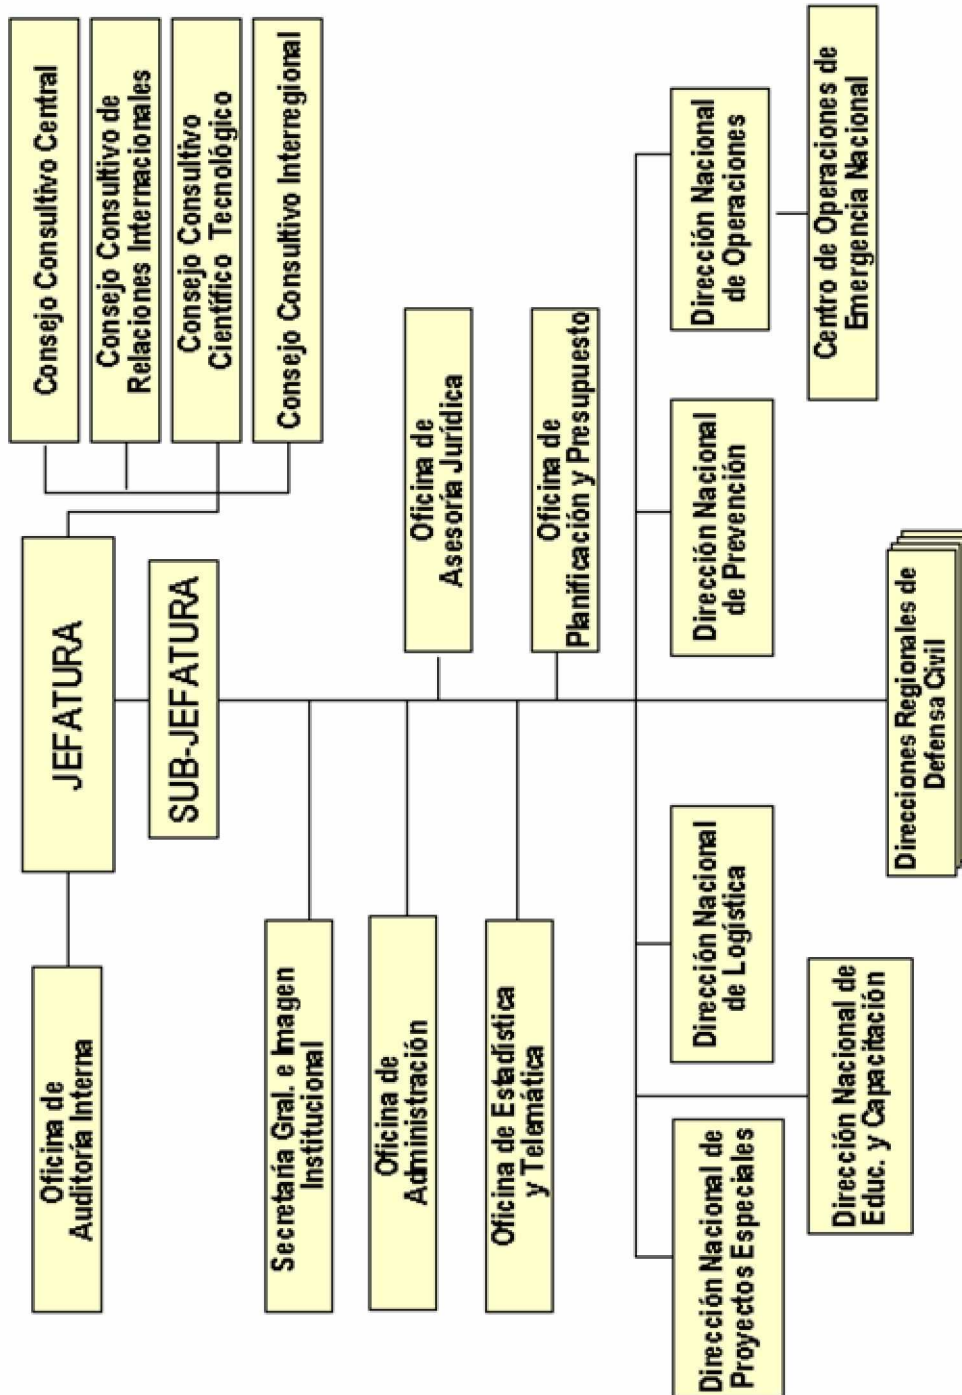 Consejo Consultivo Central
Consejo Consultivo de
Relaciones Internacionales
Consejo Consultivo
Científico Tecnológico
Consejo Consultivo Interregional
JEFATURA
Oficina de
Auditoría Interna
SUB-JEFATURA
Secretaría Gral. e Imagen
Institucional
Oficina de
Asesoría Jurídica
Oficina de
Administración
Oficina de
Planificación y Presupuesto
Oficina de Estadística
y Telemática
Dirección Nacional de
Proyectos Especiales
Dirección Nacional de
Educ. y Capacitación
Dirección Nacional
de Logística
Dirección Nacional
de Prevención
Dirección Nacional
de Operaciones
Centro de Operaciones de
Emergencia Nacional
Direcciones Regionales de
Defensa Civil